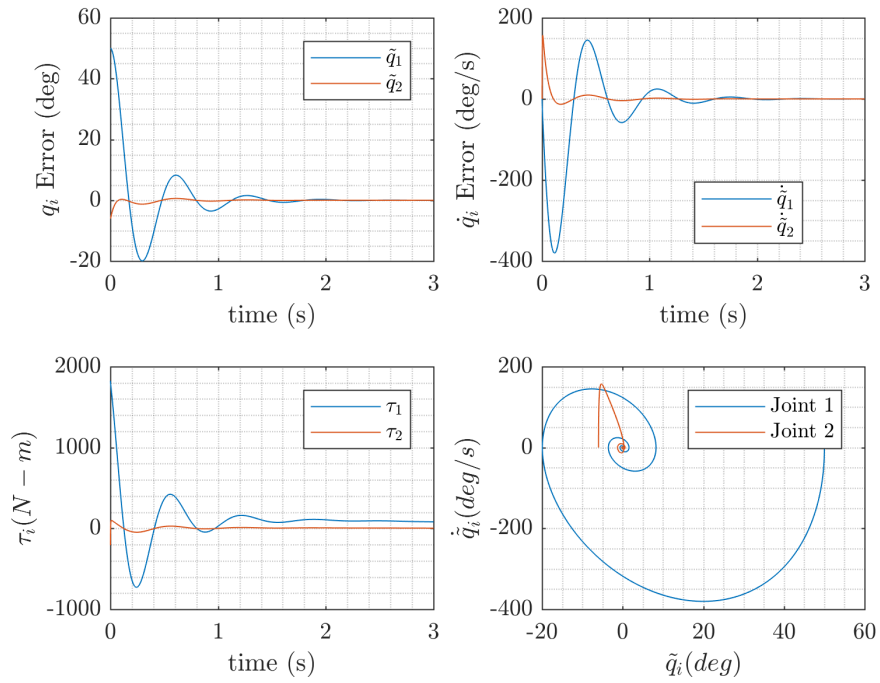 60
40
20
0
-20
0 1 2 3
q_i Error (deg)
time (s)
q̃_1
q̃_2
200
0
-200
-400
0 1 2 3
q̇_i Error (deg/s)
time (s)
q̃̇_1
q̃̇_2
2000
1000
0
-1000
0 1 2 3
τ_i(N − m)
time (s)
τ_1
τ_2
200
0
-200
-400
-20 0 20 40 60
q̃̇_i(deg/s)
q̃_i(deg)
Joint 1
Joint 2